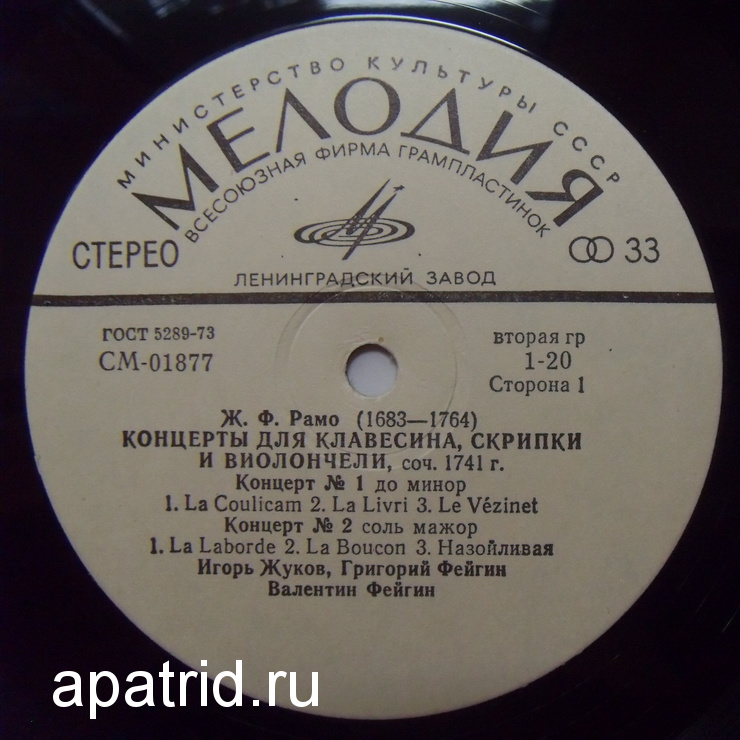 МИНИСТЕРСТВО КУЛЬТУРЫ СССР
МЕЛОДИЯ
ВСЕСОЮЗНАЯ ФИРМА ГРАМПЛАСТИНОК
СТЕРЕО
33
ЛЕНИНГРАДСКИЙ ЗАВОД
ГОСТ 5289-73
СМ-01877
вторая гр
1-20
Сторона 1
Ж. Ф. Рамо (1683—1764)
КОНЦЕРТЫ ДЛЯ КЛАВЕСИНА, СКРИПКИ
И ВИОЛОНЧЕЛИ, соч. 1741 г.
Концерт № 1 до минор
1. La Coulicam 2. La Livri 3. Le Vézinet
Концерт № 2 соль мажор
1. La Laborde 2. La Boucon 3. Назойливая
Игорь Жуков, Григорий Фейгин
Валентин Фейгин
apatrid.ru